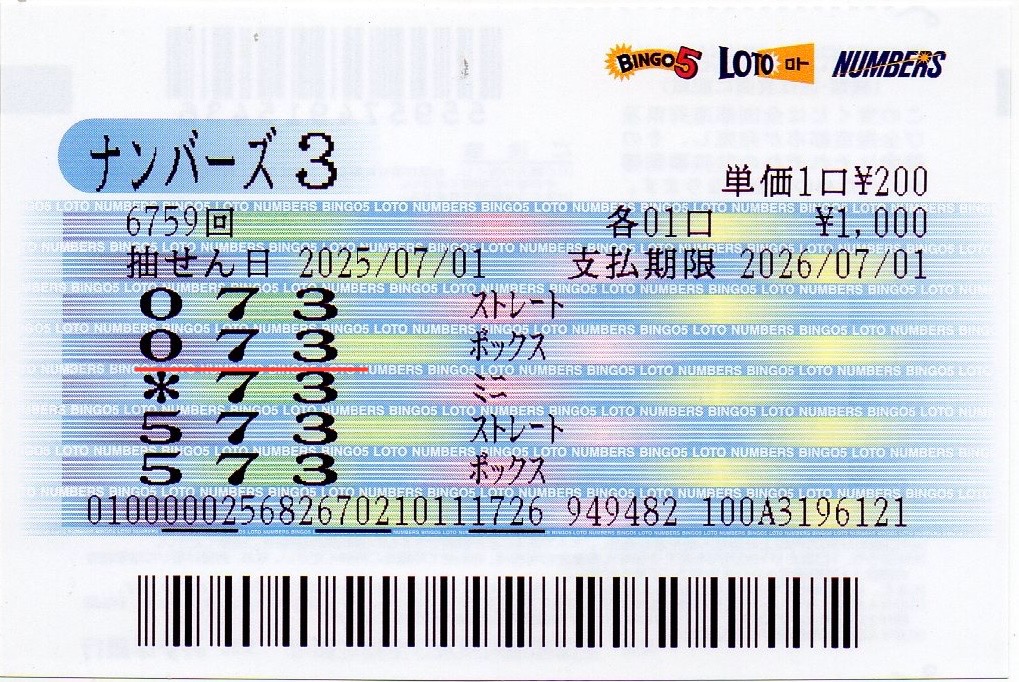 BINGO5 LOTO NUMBERS
ナンバーズ 3
単価1口¥200
6759回 各01口 ¥1,000
抽せん日 2025/07/01 支払期限 2026/07/01
0 7 3 ストレート
0 7 3 ボックス
* 7 3 ミニ
5 7 3 ストレート
5 7 3 ボックス
010000025682670210111726 949482 100A3196121